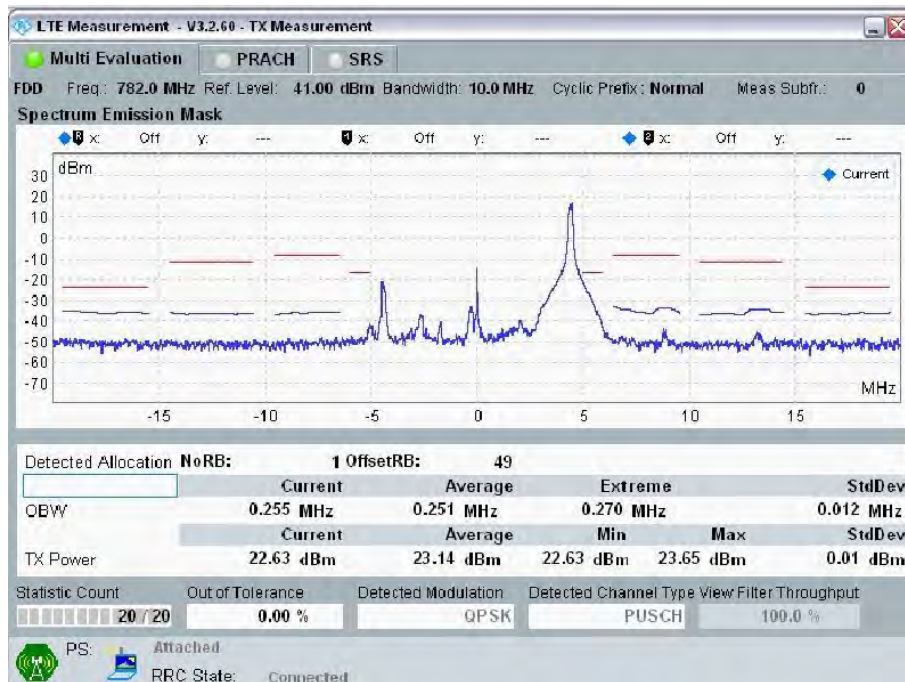 LTE Measurement - V3.2.60 - TX Measurement
Multi Evaluation PRACH SRS
FDD Freq.: 782.0 MHz Ref. Level: 41.00 dBm Bandwidth: 10.0 MHz Cyclic Prefix: Normal Meas Subfr.: 0
Spectrum Emission Mask
R x: Off y: --- 1 x: Off y: --- 2 x: Off y: ---
dBm
Current
30
20
10
0
-10
-20
-30
-40
-50
-60
-70
MHz
-15 -10 -5 0 5 10 15
Detected Allocation NoRB: 1 OffsetRB: 49
Current Average Extreme StdDev
OBW 0.255 MHz 0.251 MHz 0.270 MHz 0.012 MHz
Current Average Min Max StdDev
TX Power 22.63 dBm 23.14 dBm 22.63 dBm 23.65 dBm 0.01 dBm
Statistic Count Out of Tolerance Detected Modulation Detected Channel Type View Filter Throughput
20 / 20 0.00 % QPSK PUSCH 100.0 %
PS: Attached
RRC State: Connected